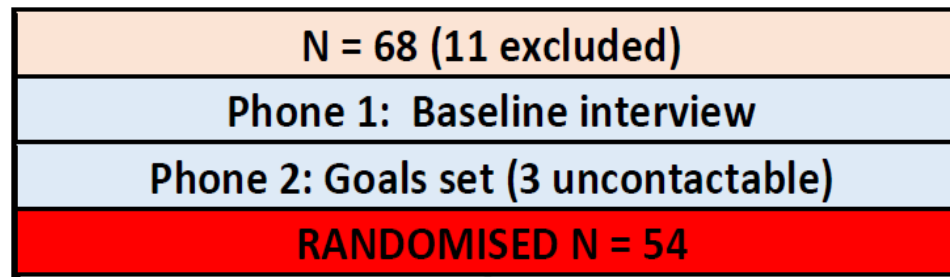 N = 68 (11 excluded)
Phone 1:  Baseline interview
Phone 2: Goals set (3 uncontactable)
RANDOMISED N = 54